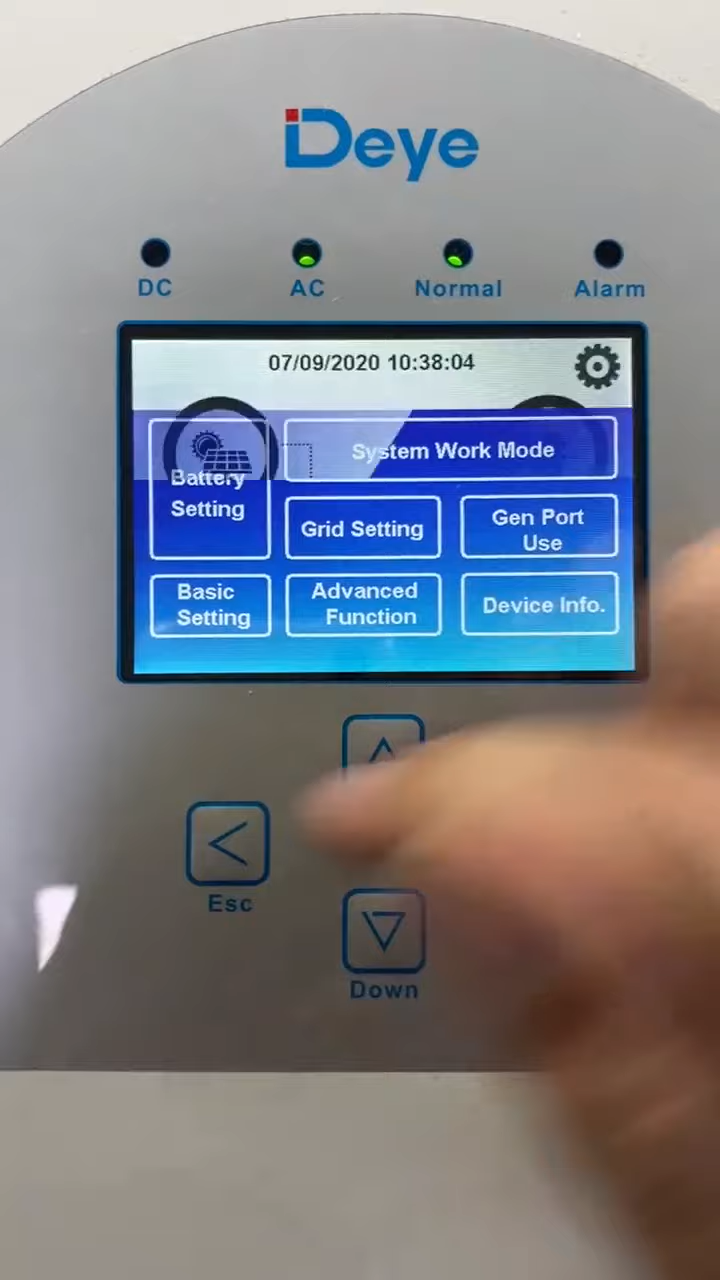 Deye
DC AC Normal Alarm
07/09/2020 10:38:04
System Work Mode
Battery
Setting
Grid Setting
Gen Port
Use
Basic
Setting
Advanced
Function
Device Info.
Esc
Down